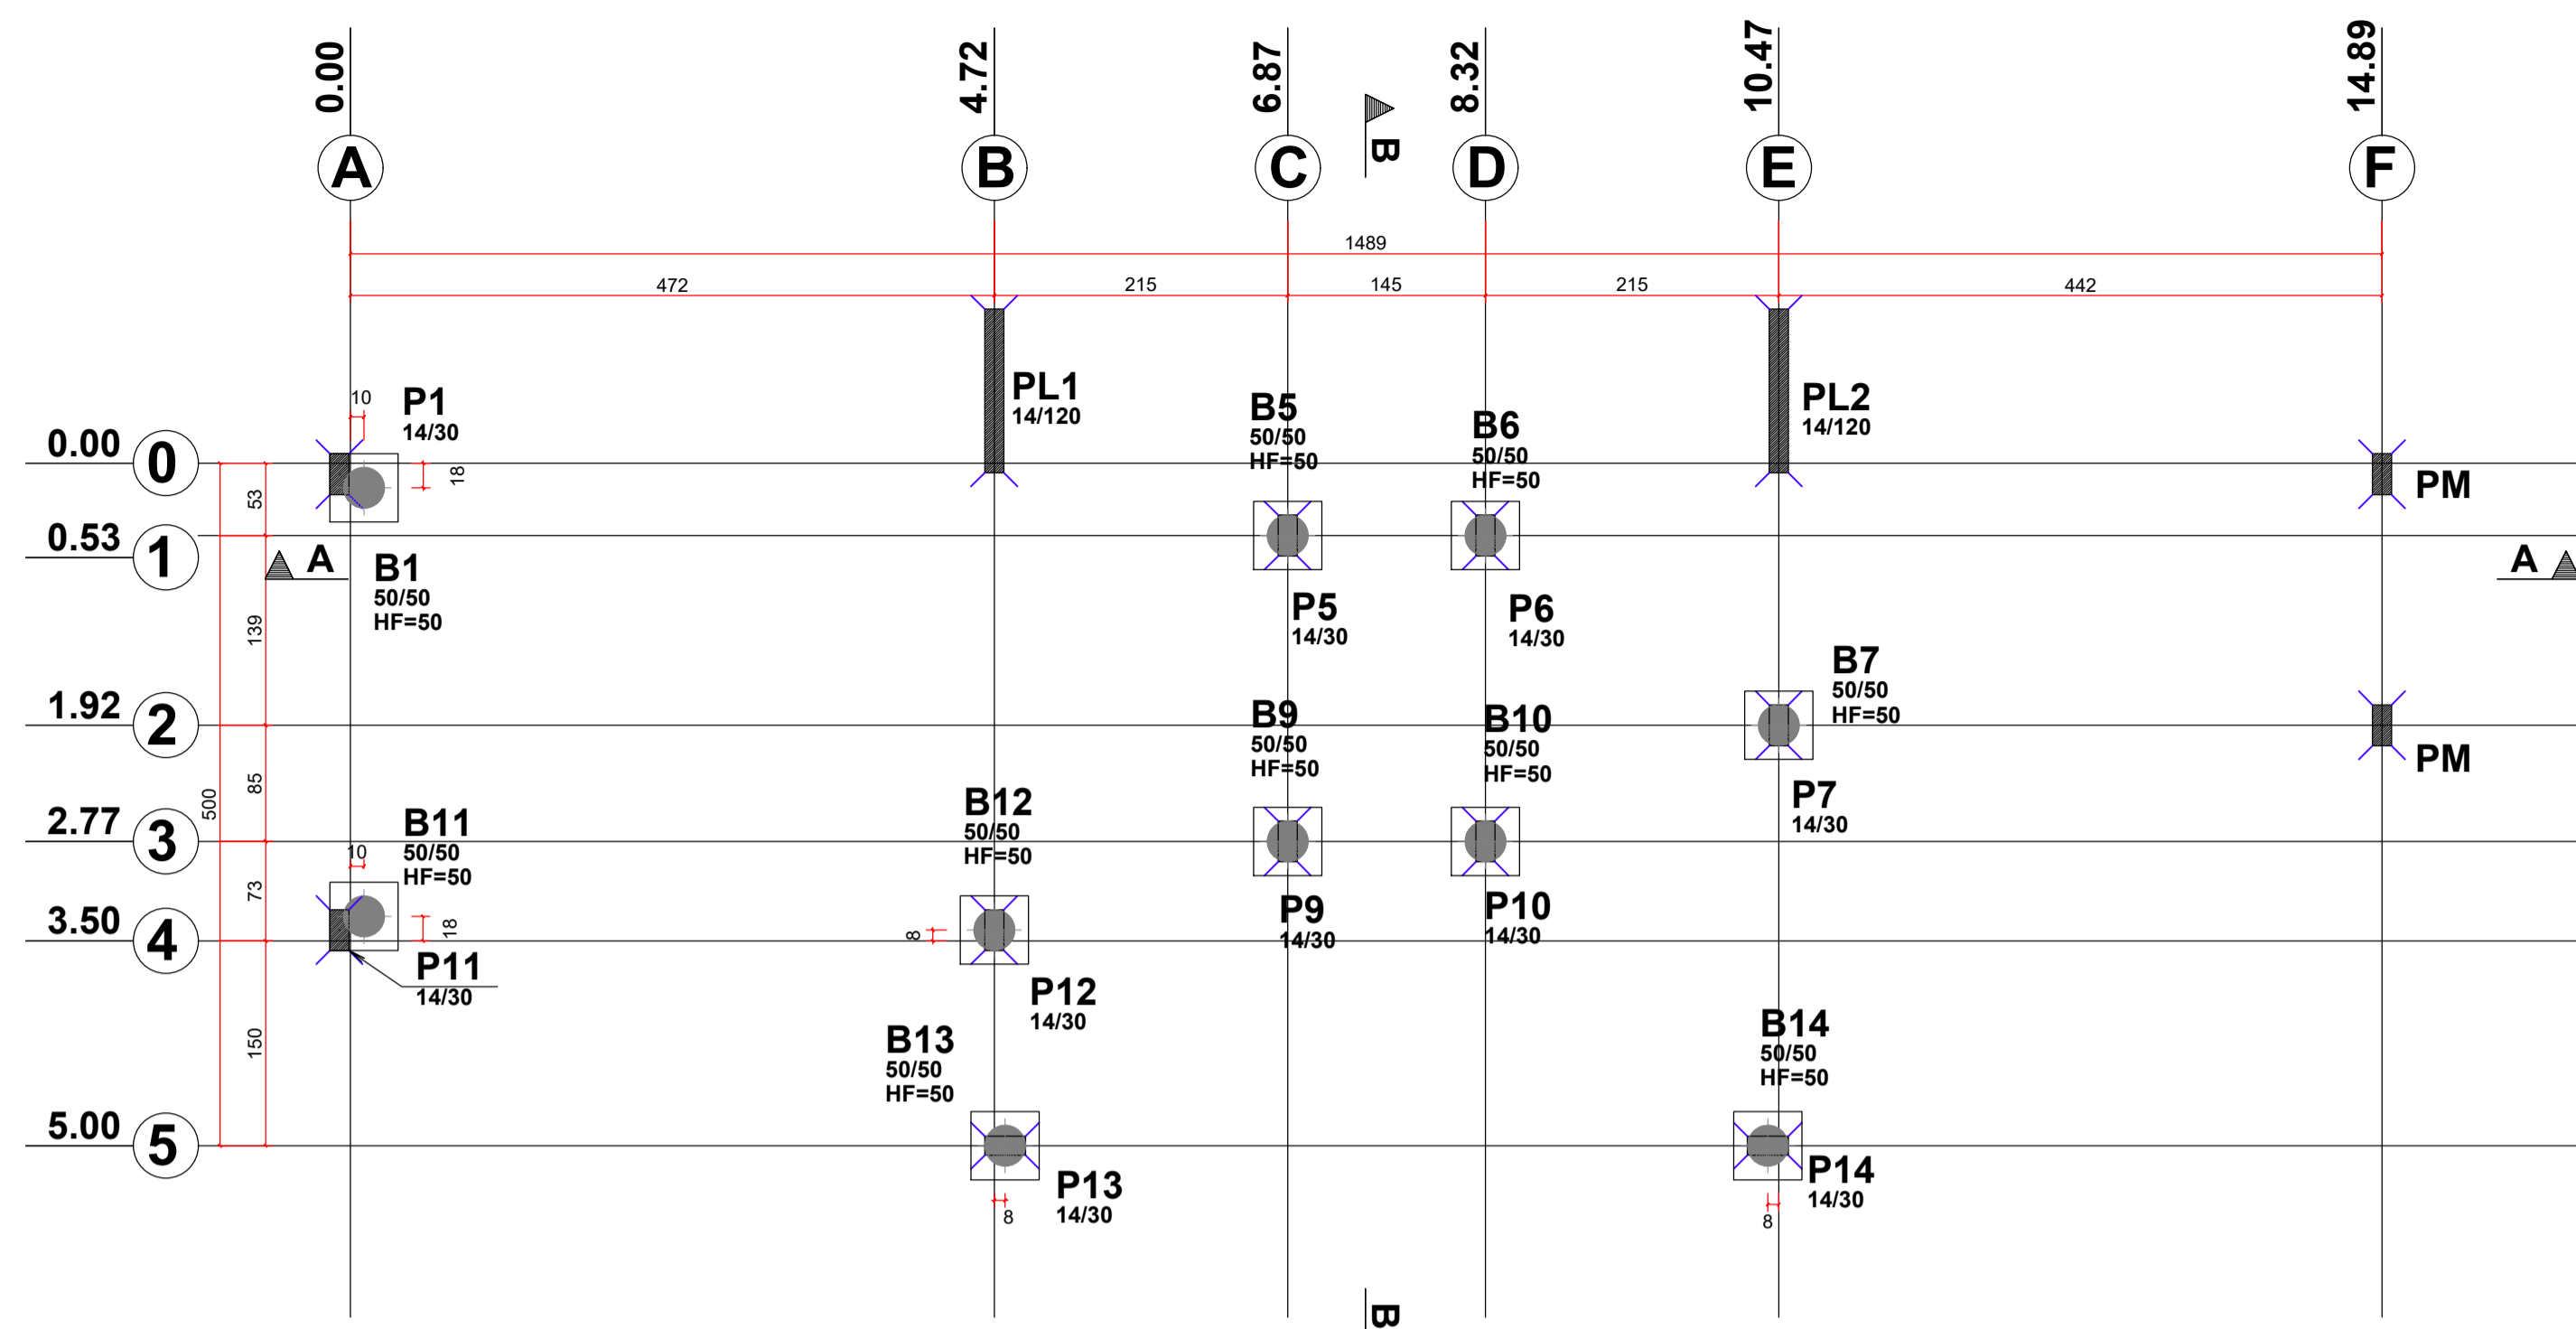 0.00
4.72
6.87
8.32
10.47
14.89
B
A
B
C
D
E
F
1489
472
215
145
215
442
10
P1
14/30
18
PL1
14/120
B5
50/50
HF=50
B6
50/50
HF=50
PL2
14/120
0.00
0
PM
53
0.53
1
A
A
B1
50/50
HF=50
P5
14/30
P6
14/30
139
B7
50/50
HF=50
1.92
2
B9
50/50
HF=50
B10
50/50
HF=50
PM
85
500
P7
14/30
2.77
3
B11
50/50
HF=50
10
B12
50/50
HF=50
73
P9
14/30
P10
14/30
3.50
4
18
8
P11
14/30
P12
14/30
150
B13
50/50
HF=50
B14
50/50
HF=50
5.00
5
P13
14/30
8
P14
14/30
8
B